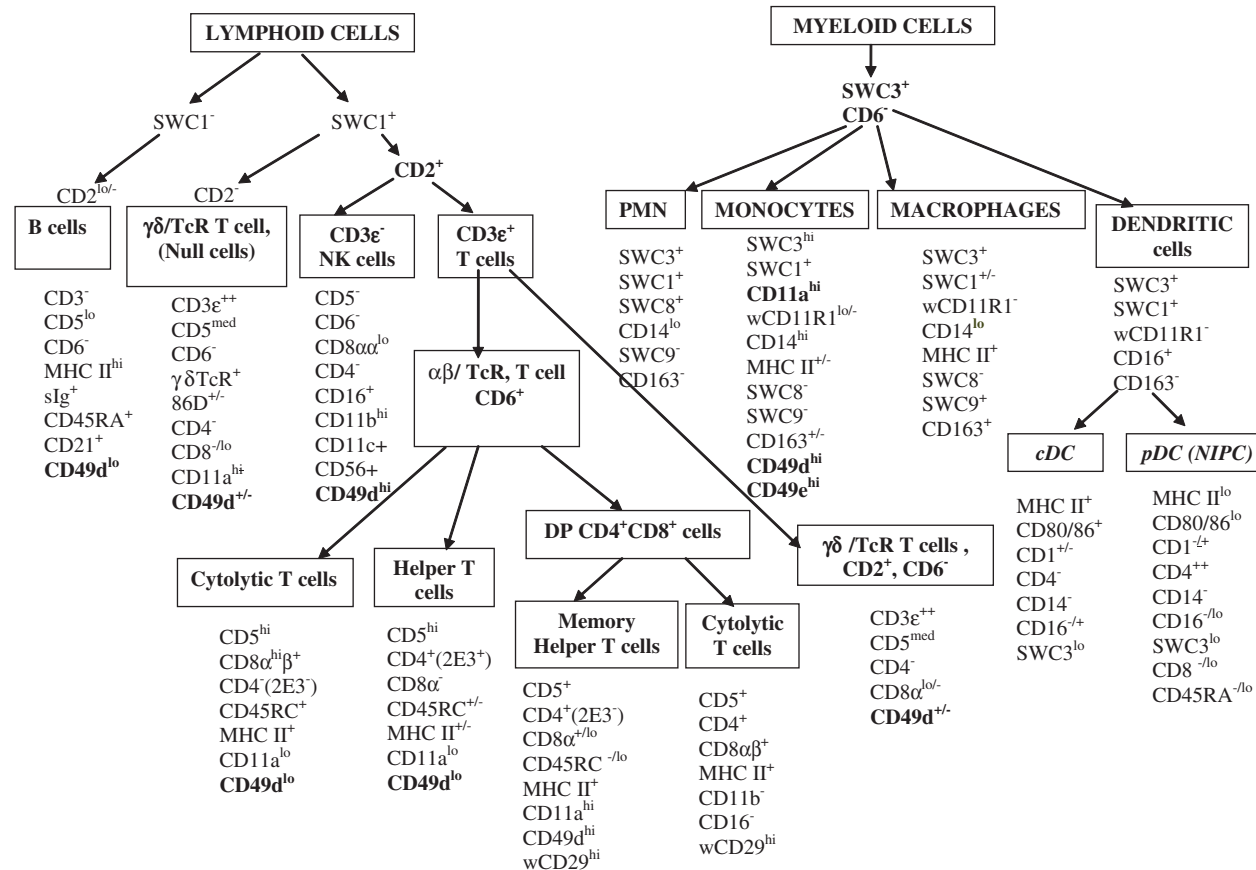 LYMPHOID CELLS
SWC1⁻
SWC1⁺
CD2⁺
CD2ˡᵒ/⁻
B cells
CD3⁻
CD5ˡᵒ
CD6⁻
MHC IIʰⁱ
sIg⁺
CD45RA⁺
CD21⁺
CD49dˡᵒ
CD2⁻
γδ/TcR T cell,
(Null cells)
CD3ε⁺⁺
CD5ᵐᵉᵈ
CD6⁻
γδTcR⁺
86D⁺/⁻
CD4⁻
CD8⁻/ˡᵒ
CD11aʰⁱ
CD49d⁺/⁻
CD3ε⁻
NK cells
CD5⁻
CD6⁻
CD8ααˡᵒ
CD4⁻
CD16⁺
CD11bʰⁱ
CD11c+
CD56+
CD49dʰⁱ
CD3ε⁺
T cells
αβ/ TcR, T cell
CD6⁺
Cytolytic T cells
CD5ʰⁱ
CD8αʰⁱβ⁺
CD4⁻(2E3⁻)
CD45RC⁺
MHC II⁺
CD11aˡᵒ
CD49dˡᵒ
Helper T
cells
CD5ʰⁱ
CD4⁺(2E3⁺)
CD8α⁻
CD45RC⁺/⁻
MHC II⁺/⁻
CD11aˡᵒ
CD49dˡᵒ
DP CD4⁺CD8⁺ cells
Memory
Helper T cells
CD5⁺
CD4⁺(2E3⁻)
CD8α⁺/ˡᵒ
CD45RC ⁻/ˡᵒ
MHC II⁺
CD11aʰⁱ
CD49dʰⁱ
wCD29ʰⁱ
Cytolytic
T cells
CD5⁺
CD4⁺
CD8αβ⁺
MHC II⁺
CD11b⁻
CD16⁻
wCD29ʰⁱ
γδ /TcR T cells ,
CD2⁺, CD6⁻
CD3ε⁺⁺
CD5ᵐᵉᵈ
CD4⁻
CD8αˡᵒ/⁻
CD49d⁺/⁻
MYELOID CELLS
SWC3⁺
CD6⁻
PMN
SWC3⁺
SWC1⁺
SWC8⁺
CD14ˡᵒ
SWC9⁻
CD163⁻
MONOCYTES
SWC3ʰⁱ
SWC1⁺
CD11aʰⁱ
wCD11R1ˡᵒ/⁻
CD14ʰⁱ
MHC II⁺/⁻
SWC8⁻
SWC9⁻
CD163⁺/⁻
CD49dʰⁱ
CD49eʰⁱ
MACROPHAGES
SWC3⁺
SWC1⁺/⁻
wCD11R1⁻
CD14ˡᵒ
MHC II⁺
SWC8⁻
SWC9⁺
CD163⁺
DENDRITIC
cells
SWC3⁺
SWC1⁺
wCD11R1⁻
CD16⁺
CD163⁻
cDC
MHC II⁺
CD80/86⁺
CD1⁺/⁻
CD4⁻
CD14⁻
CD16⁻/⁺
SWC3ˡᵒ
pDC (NIPC)
MHC IIˡᵒ
CD80/86ˡᵒ
CD1⁻/⁺
CD4⁺⁺
CD14⁻
CD16⁻/ˡᵒ
SWC3ˡᵒ
CD8 ⁻/ˡᵒ
CD45RA⁻/ˡᵒ